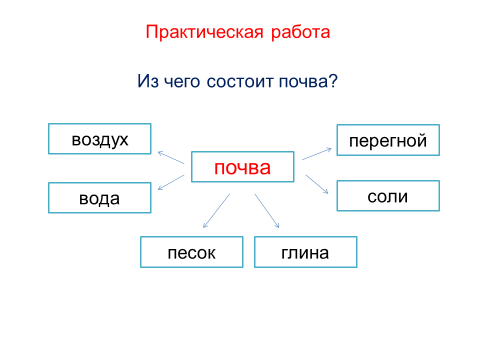 Практическая работа
Из чего состоит почва?
воздух
перегной
почва
вода
соли
песок
глина